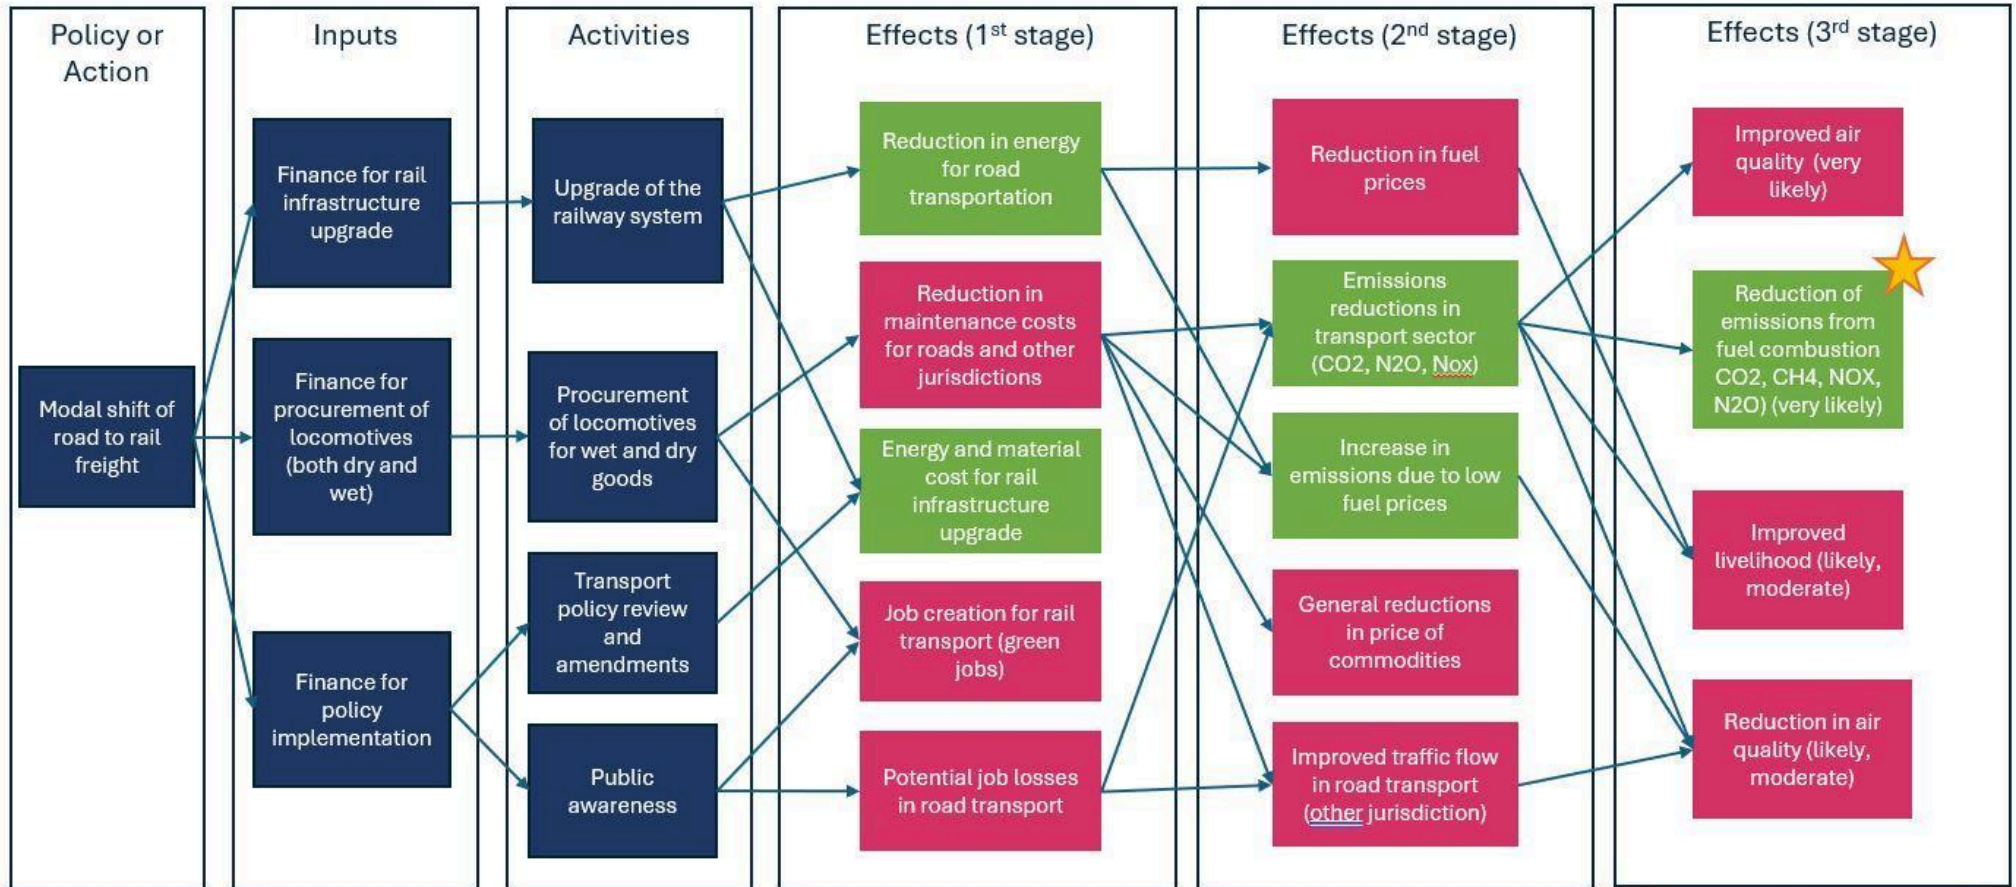 Policy or
Action
Inputs
Activities
Effects (1st stage)
Effects (2nd stage)
Effects (3rd stage)
Modal shift of
road to rail
freight
Finance for rail
infrastructure
upgrade
Finance for
procurement of
locomotives
(both dry and
wet)
Finance for
policy
implementation
Upgrade of the
railway system
Procurement
of locomotives
for wet and dry
goods
Transport
policy review
and
amendments
Public
awareness
Reduction in energy
for road
transportation
Reduction in
maintenance costs
for roads and other
jurisdictions
Energy and material
cost for rail
infrastructure
upgrade
Job creation for rail
transport (green
jobs)
Potential job losses
in road transport
Reduction in fuel
prices
Emissions
reductions in
transport sector
(CO2, N2O, Nox)
Increase in
emissions due to low
fuel prices
General reductions
in price of
commodities
Improved traffic flow
in road transport
(other jurisdiction)
Improved air
quality (very
likely)
Reduction of
emissions from
fuel combustion
CO2, CH4, NOX,
N2O) (very likely)
Improved
livelihood (likely,
moderate)
Reduction in air
quality (likely,
moderate)